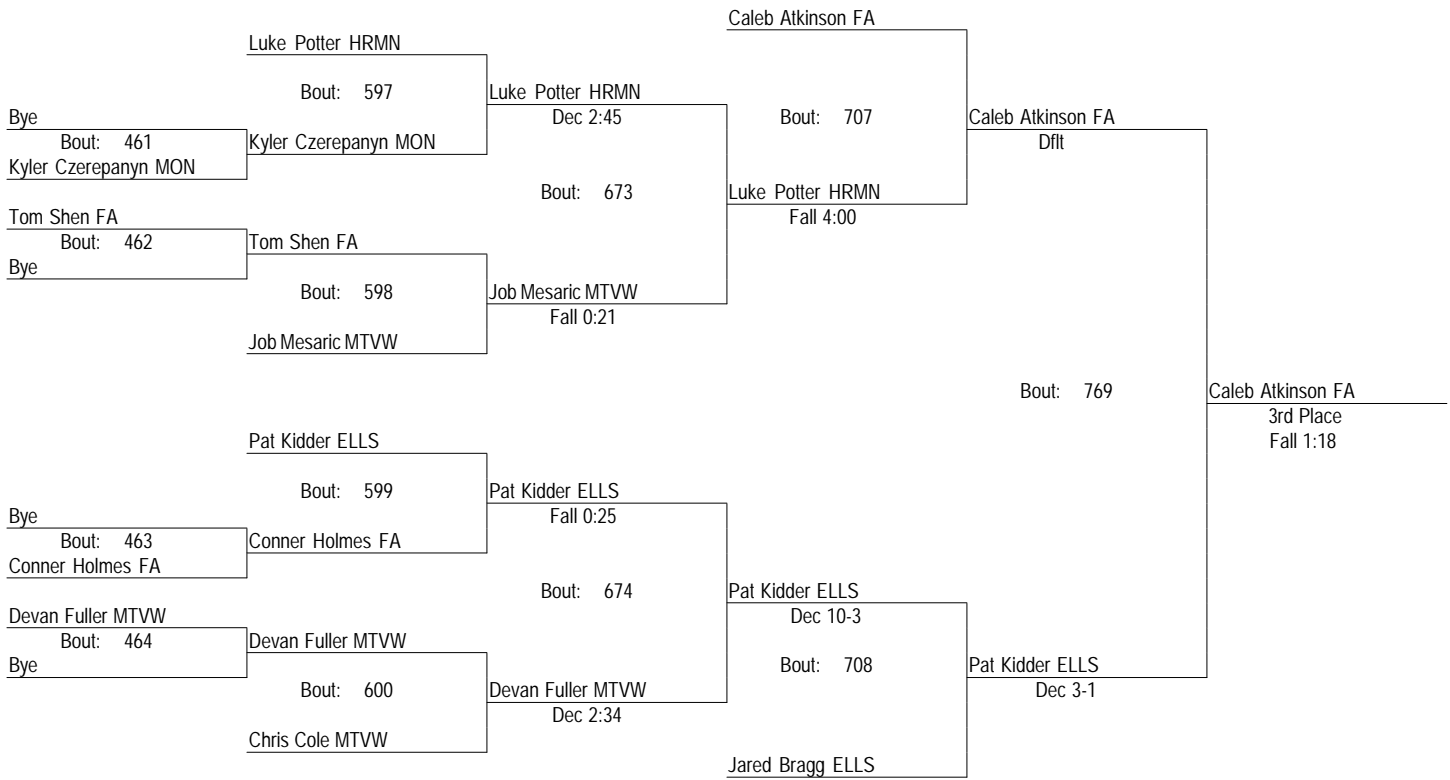 Caleb Atkinson FA
Luke Potter HRMN
Bout: 597
Luke Potter HRMN
Dec 2:45
Bye
Bout: 461
Kyler Czerepanyn MON
Kyler Czerepanyn MON
Bout: 707
Caleb Atkinson FA
Dflt
Bout: 673
Luke Potter HRMN
Fall 4:00
Tom Shen FA
Bout: 462
Bye
Tom Shen FA
Bout: 598
Job Mesaric MTVW
Fall 0:21
Job Mesaric MTVW
Bout: 769
Caleb Atkinson FA
3rd Place
Fall 1:18
Pat Kidder ELLS
Bout: 599
Pat Kidder ELLS
Fall 0:25
Bye
Bout: 463
Conner Holmes FA
Conner Holmes FA
Bout: 674
Pat Kidder ELLS
Dec 10-3
Devan Fuller MTVW
Bout: 464
Bye
Devan Fuller MTVW
Bout: 708
Pat Kidder ELLS
Dec 3-1
Bout: 600
Devan Fuller MTVW
Dec 2:34
Chris Cole MTVW
Jared Bragg ELLS